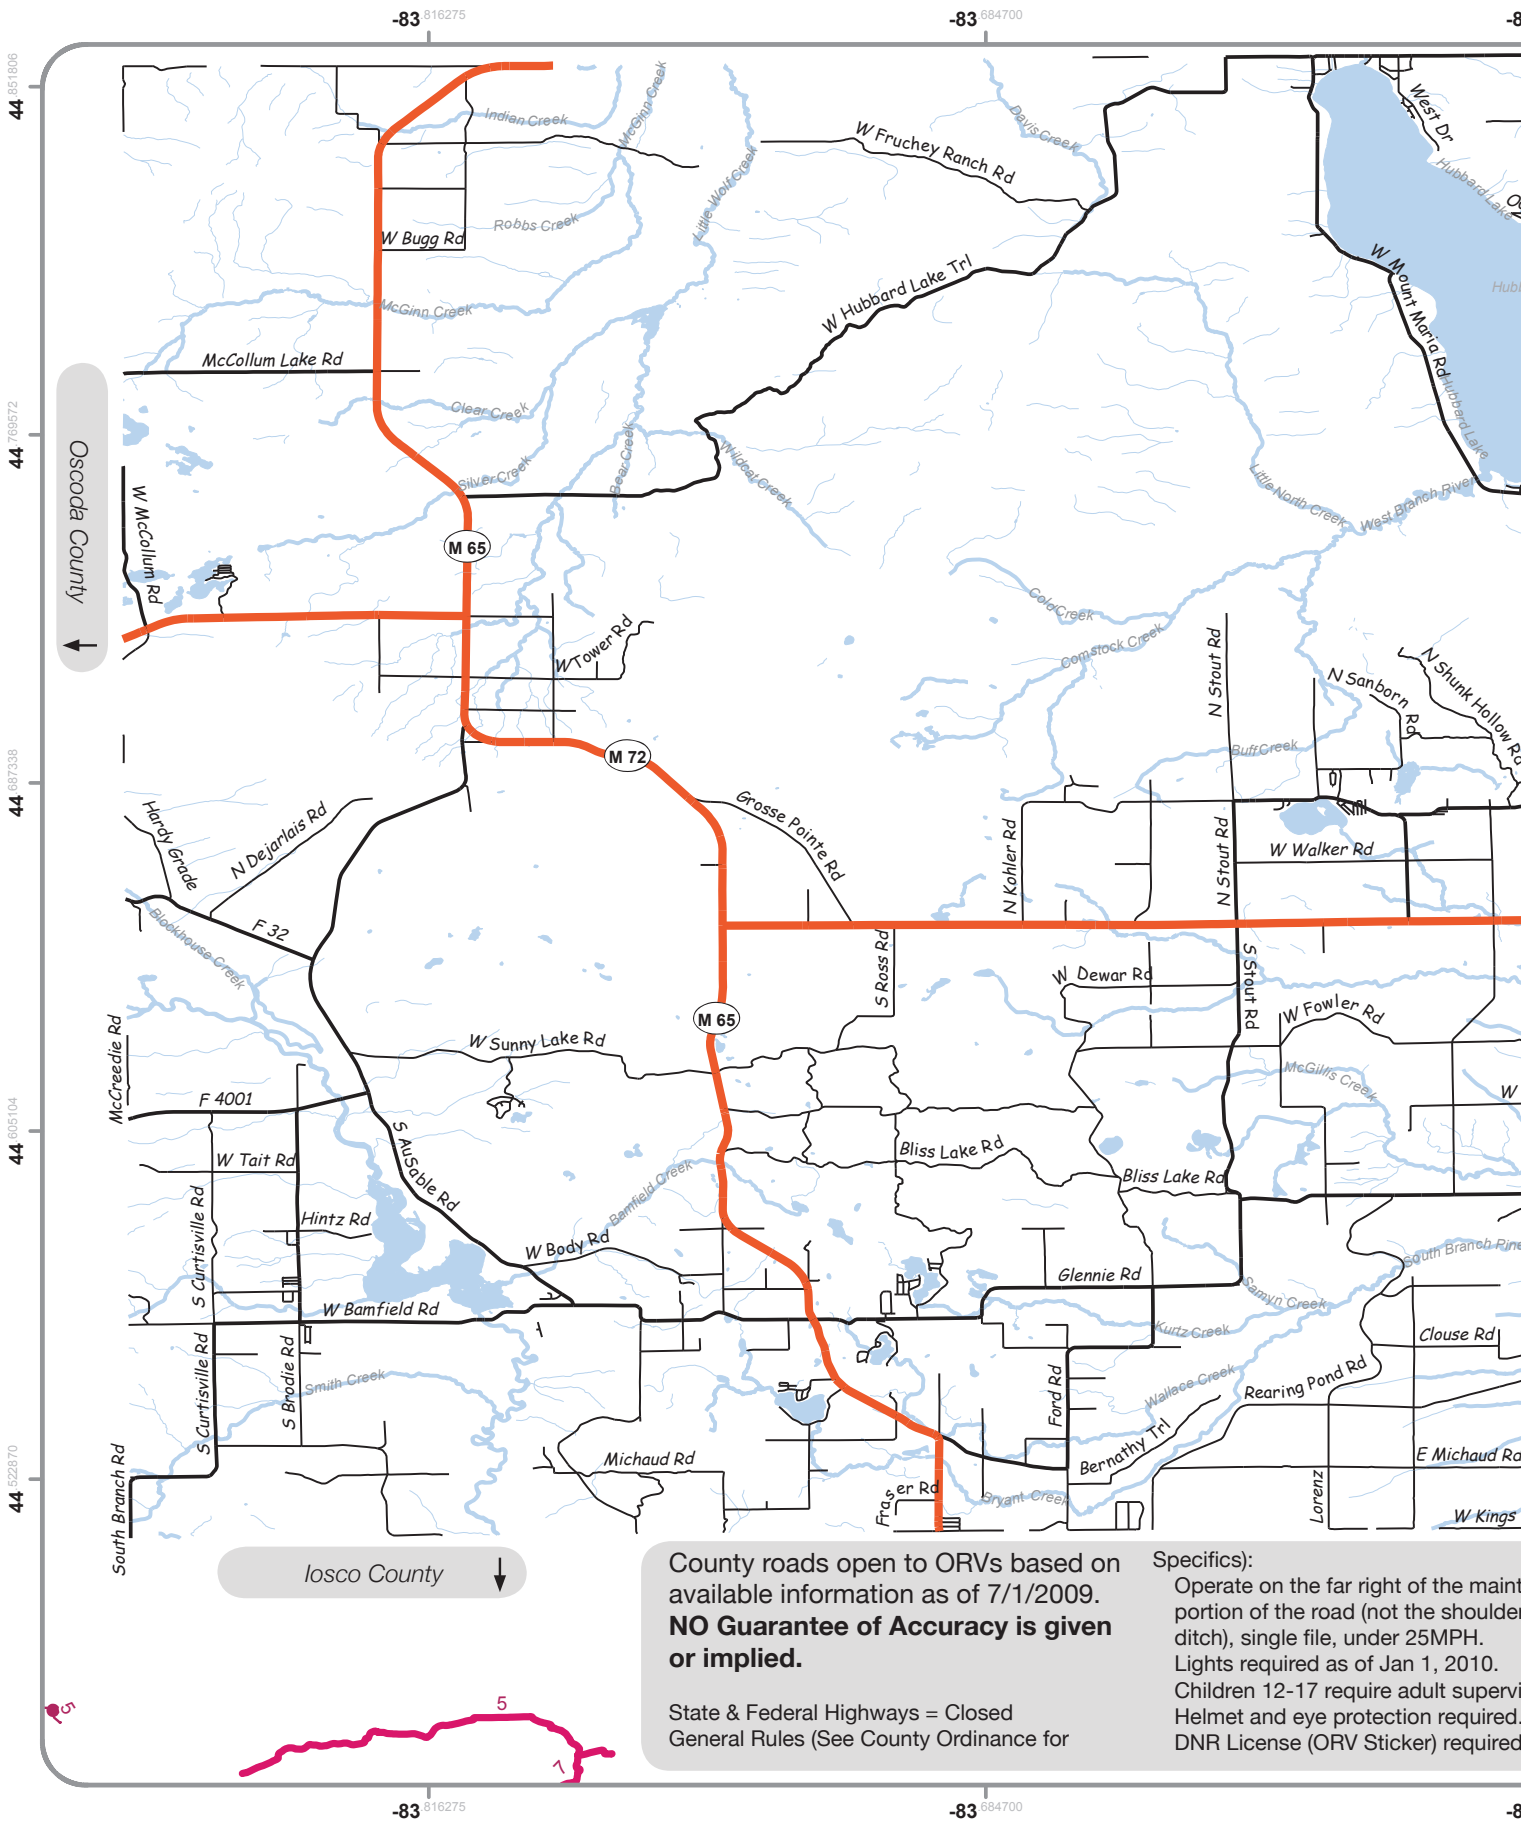 -83.816275
-83.684700
-8
44.851806
44.769572
44.687338
44.605104
44.522870
Indian Creek
McGinn Creek
Little Wolf Creek
Davis Creek
West Dr
W Fruchey Ranch Rd
Hubbard Lake
Robbs Creek
W Bugg Rd
W Hubbard Lake Trl
W Mount Maria Rd
Hubb
McGinn Creek
McCollum Lake Rd
Hubbard Lake
Clear Creek
Silver Creek
Bear Creek
Wildcat Creek
Little North Creek
West Branch River
Oscoda County
W McCollum Rd
M 65
Cold Creek
Comstock Creek
W Tower Rd
N Stout Rd
N Sanborn Rd
N Shunk Hollow Rd
M 72
Buff Creek
Hardy Grade
N Dejarlais Rd
Grosse Pointe Rd
N Kohler Rd
N Stout Rd
W Walker Rd
F 32
Blockhouse Creek
S Ross Rd
W Dewar Rd
S Stout Rd
M 65
W Fowler Rd
McCreedie Rd
W Sunny Lake Rd
McGillis Creek
F 4001
W
S AuSable Rd
W Tait Rd
Bliss Lake Rd
Bliss Lake Rd
Bamfield Creek
S Curtisville Rd
Hintz Rd
W Body Rd
South Branch Pine
Glennie Rd
Samyn Creek
W Bamfield Rd
Kurtz Creek
Clouse Rd
S Curtisville Rd
S Brodie Rd
Smith Creek
Ford Rd
Wallace Creek
Rearing Pond Rd
Bernathy Trl
Michaud Rd
E Michaud Rd
South Branch Rd
Fraser Rd
Bryant Creek
Lorenz
W Kings
Iosco County
County roads open to ORVs based on
available information as of 7/1/2009.
NO Guarantee of Accuracy is given
or implied.
State & Federal Highways = Closed
General Rules (See County Ordinance for
Specifics):
Operate on the far right of the maint
portion of the road (not the shoulder
ditch), single file, under 25MPH.
Lights required as of Jan 1, 2010.
Children 12-17 require adult supervi
Helmet and eye protection required.
DNR License (ORV Sticker) required
5
5
7
-83.816275
-83.684700
-8